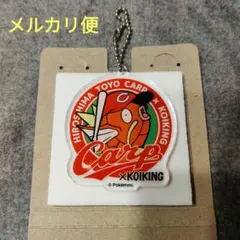 メルカリ便
HIROSHIMA TOYO CARP × KOIKING
Carp
×KOIKING
© Pokémon.